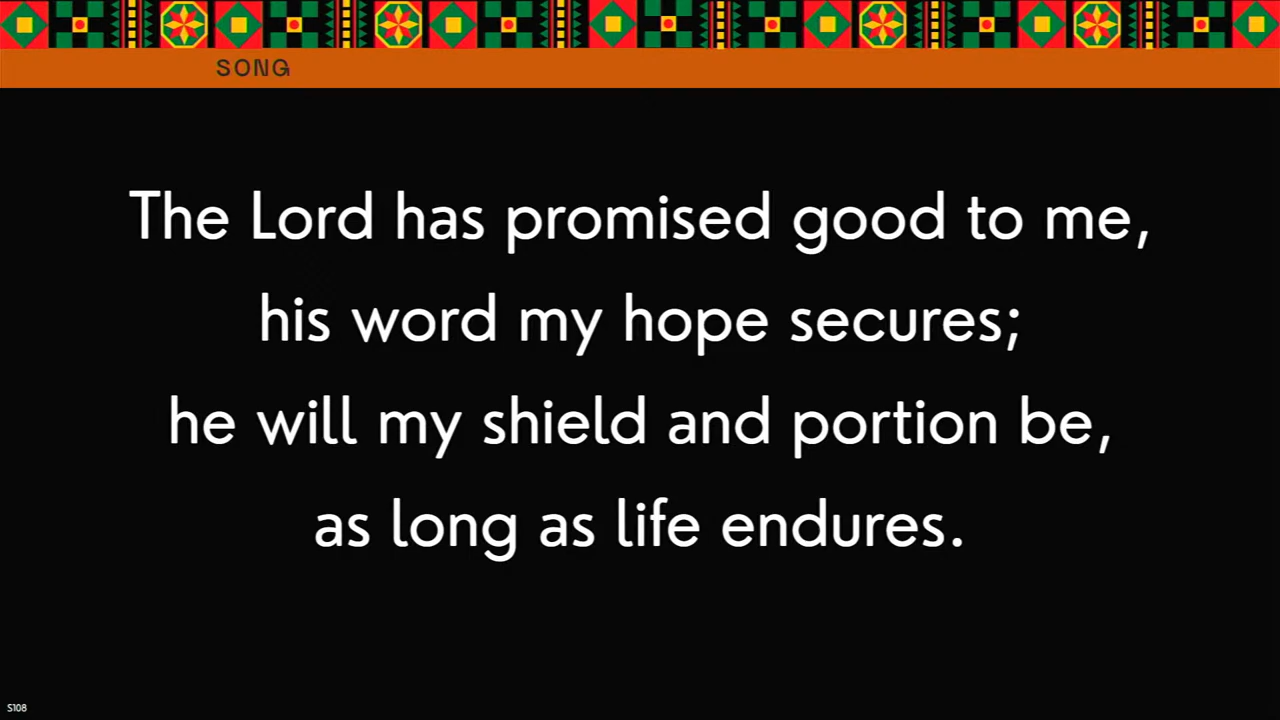 SONG
The Lord has promised good to me,
his word my hope secures;
he will my shield and portion be,
as long as life endures.
S108